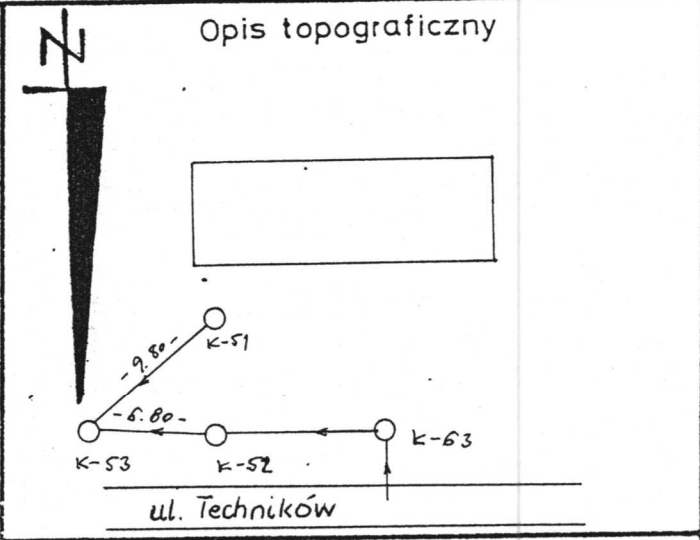 N
Opis topograficzny
K-51
-9.80-
-6.80-
K-63
K-53
K-52
ul. Techników